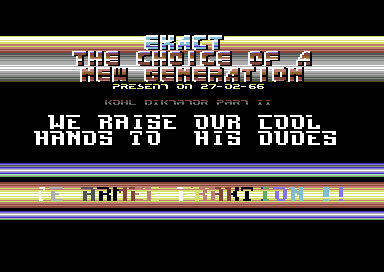 EXACT
THE CHOICE OF A
NEW GENERATION
PRESENT ON 27-02-66
KOHL DIKTATOR PART II
WE RAISE OUR COOL
HANDS TO HIS DUDES
E ARMEE FRAKTION !!